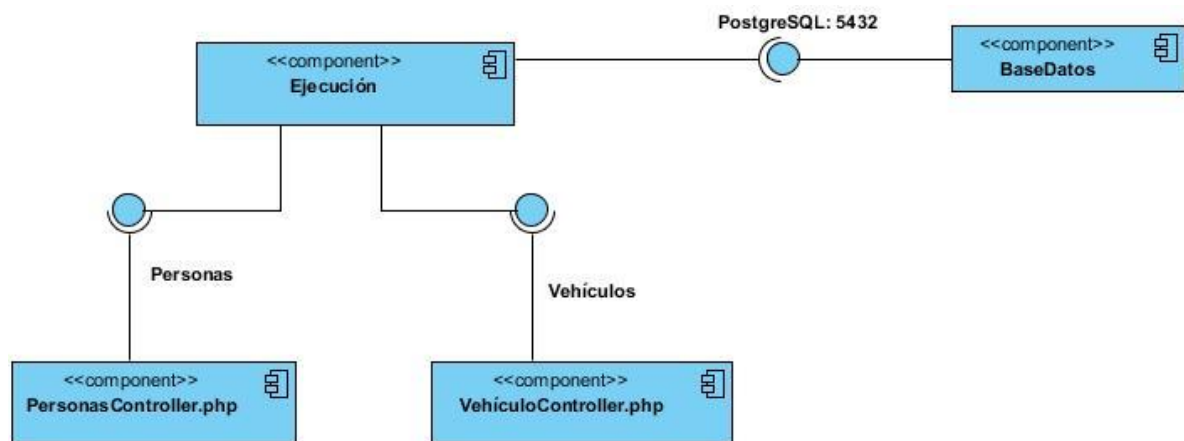 PostgreSQL: 5432
<<component>>
Ejecución
<<component>>
BaseDatos
Personas
Vehículos
<<component>>
PersonasController.php
<<component>>
VehículoController.php